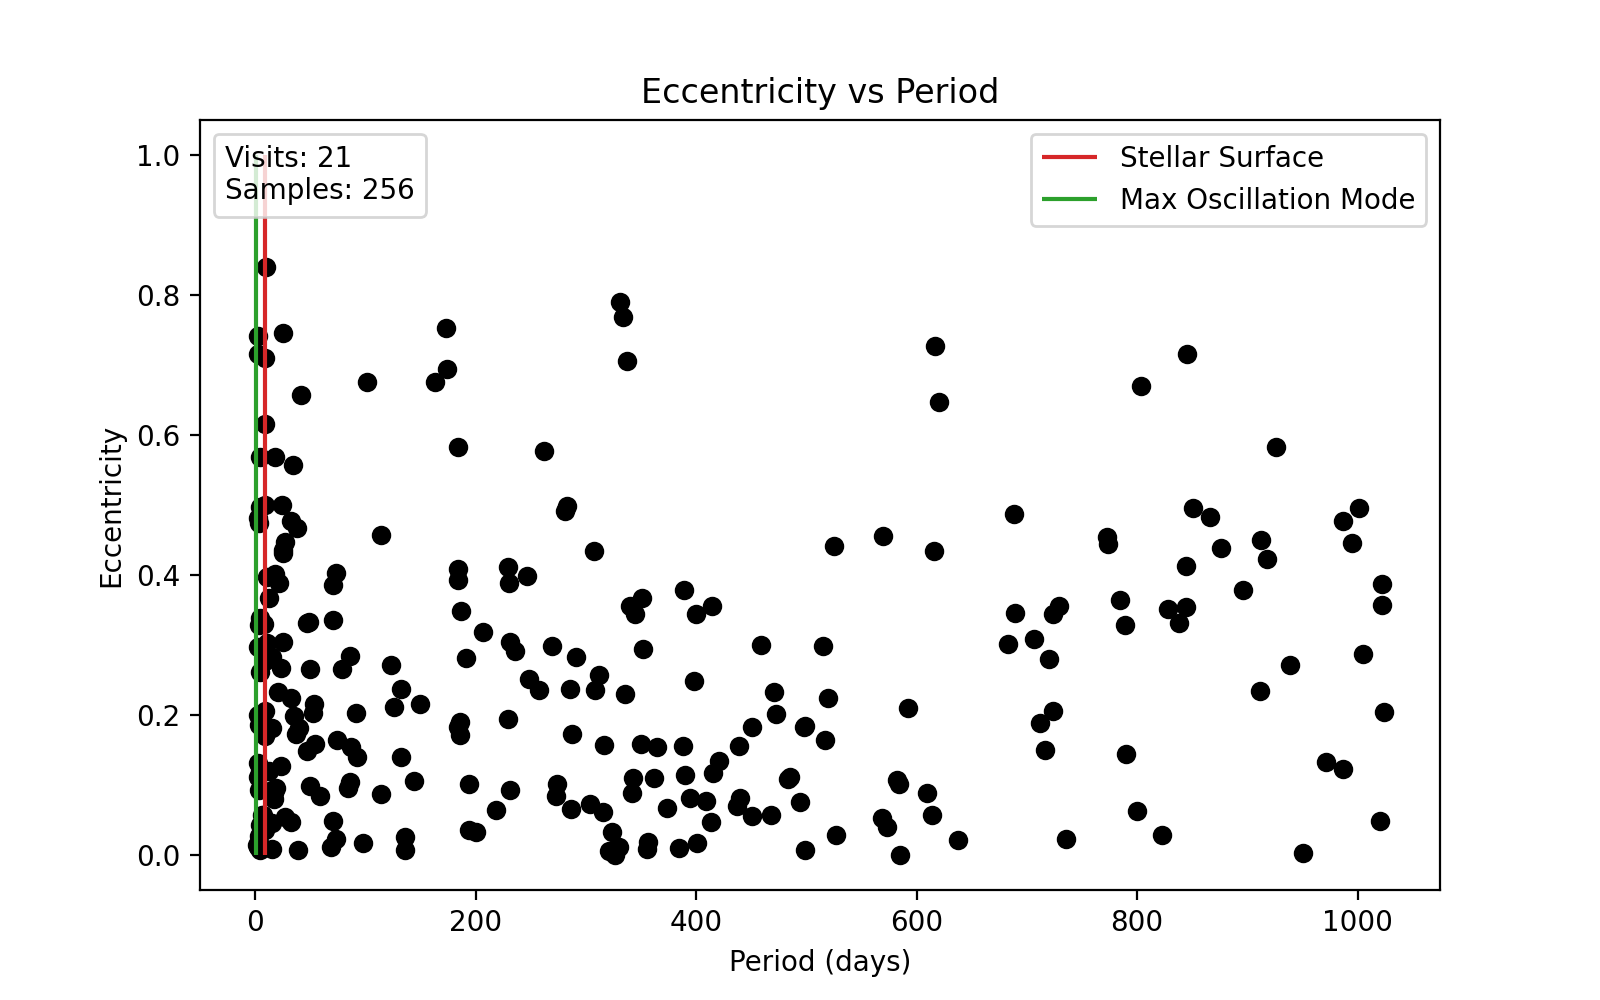 Eccentricity vs Period
Visits: 21
Samples: 256
Stellar Surface
Max Oscillation Mode
Eccentricity
1.0
0.8
0.6
0.4
0.2
0.0
0
200
400
600
800
1000
Period (days)